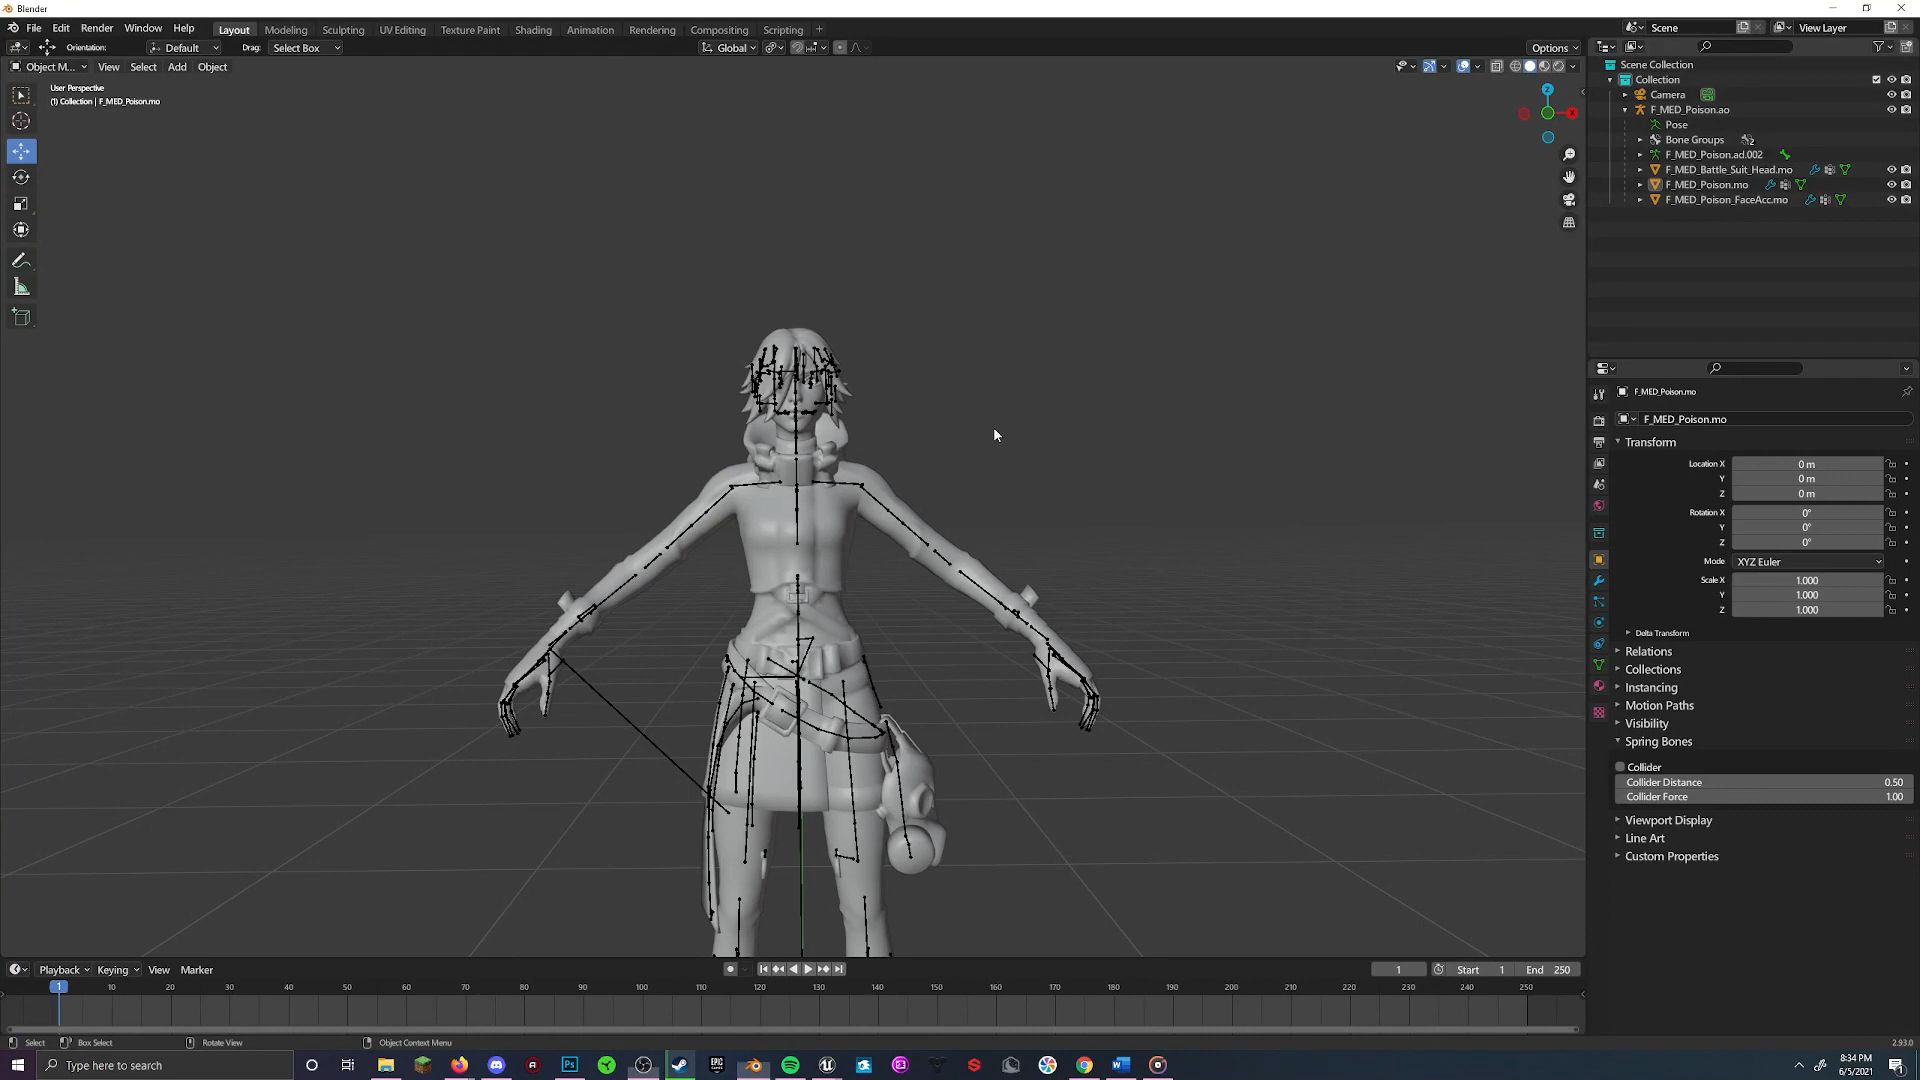 Blender
File Edit Render Window Help Layout Modeling Sculpting UV Editing Texture Paint Shading Animation Rendering Compositing Scripting + Scene View Layer
Orientation: Default Drag: Select Box Global Options
Object M... View Select Add Object
User Perspective
(1) Collection | F_MED_Poison.mo
Z
X
Scene Collection
Collection
Camera
F_MED_Poison.ao
Pose
Bone Groups
F_MED_Poison.ad.002
F_MED_Battle_Suit_Head.mo
F_MED_Poison.mo
F_MED_Poison_FaceAcc.mo
F_MED_Poison.mo
F_MED_Poison.mo
Transform
Location X 0 m
Y 0 m
Z 0 m
Rotation X 0°
Y 0°
Z 0°
Mode XYZ Euler
Scale X 1.000
Y 1.000
Z 1.000
Delta Transform
Relations
Collections
Instancing
Motion Paths
Visibility
Spring Bones
Collider
Collider Distance 0.50
Collider Force 1.00
Viewport Display
Line Art
Custom Properties
Playback Keying View Marker 1 Start 1 End 250
1 10 20 30 40 50 60 70 80 90 100 110 120 130 140 150 160 170 180 190 200 210 220 230 240 250
Select Box Select Rotate View Object Context Menu 2.93.0
Type here to search
8:34 PM
6/5/2021